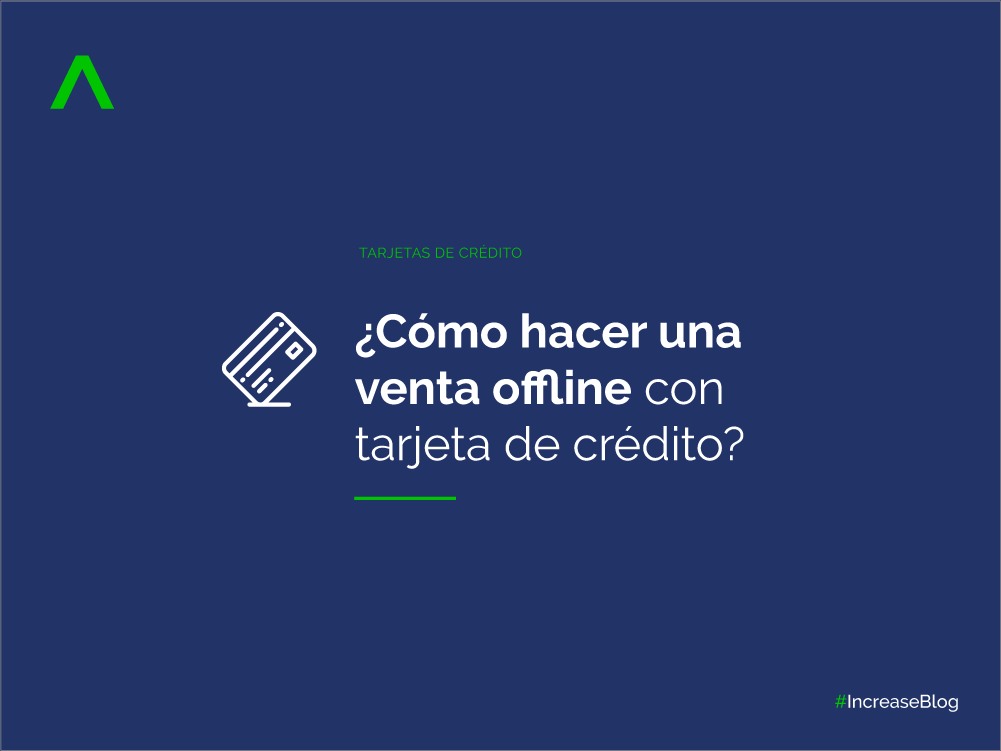 TARJETAS DE CRÉDITO
¿Cómo hacer una
venta offline con
tarjeta de crédito?
#IncreaseBlog